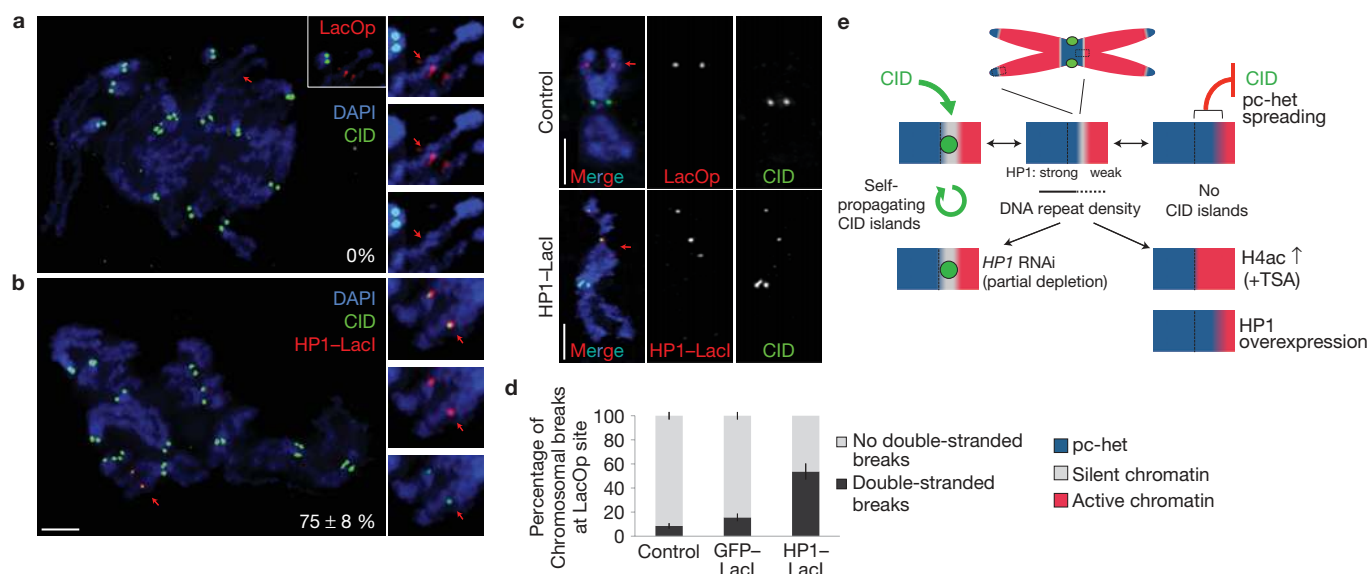 a
LacOp
DAPI
CID
0%
b
DAPI
CID
HP1–LacI
75 ± 8 %
c
Control
Merge
LacOp
CID
HP1–LacI
Merge
HP1–LacI
CID
d
Percentage of
Chromosomal breaks
at LacOp site
100
80
60
40
20
0
Control
GFP–
LacI
HP1–
LacI
No double-stranded
breaks
Double-stranded
breaks
e
CID
CID
pc-het
spreading
HP1: strong weak
Self-
propagating
CID islands
DNA repeat density
No
CID islands
HP1 RNAi
(partial depletion)
H4ac ↑
(+TSA)
HP1
overexpression
pc-het
Silent chromatin
Active chromatin